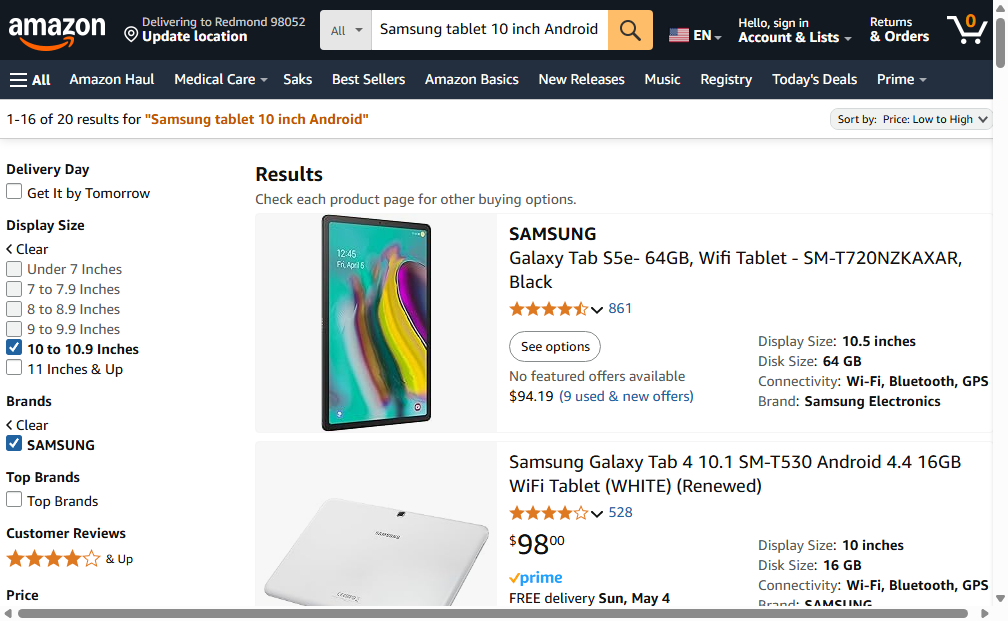 amazon
Delivering to Redmond 98052
Update location
All
Samsung tablet 10 inch Android
EN
Hello, sign in
Account & Lists
Returns
& Orders
0
All
Amazon Haul
Medical Care
Saks
Best Sellers
Amazon Basics
New Releases
Music
Registry
Today's Deals
Prime
1-16 of 20 results for "Samsung tablet 10 inch Android"
Sort by: Price: Low to High
Delivery Day
Get It by Tomorrow
Display Size
Clear
Under 7 Inches
7 to 7.9 Inches
8 to 8.9 Inches
9 to 9.9 Inches
10 to 10.9 Inches
11 Inches & Up
Brands
Clear
SAMSUNG
Top Brands
Top Brands
Customer Reviews
& Up
Price
Results
Check each product page for other buying options.
12:45
Fri, April 5
SAMSUNG
Galaxy Tab S5e- 64GB, Wifi Tablet - SM-T720NZKAXAR,
Black
861
See options
No featured offers available
$94.19 (9 used & new offers)
Display Size: 10.5 inches
Disk Size: 64 GB
Connectivity: Wi-Fi, Bluetooth, GPS
Brand: Samsung Electronics
SAMSUNG
Samsung Galaxy Tab 4 10.1 SM-T530 Android 4.4 16GB
WiFi Tablet (WHITE) (Renewed)
528
$9800
prime
FREE delivery Sun, May 4
Display Size: 10 inches
Disk Size: 16 GB
Connectivity: Wi-Fi, Bluetooth, GPS
Brand: SAMSUNG